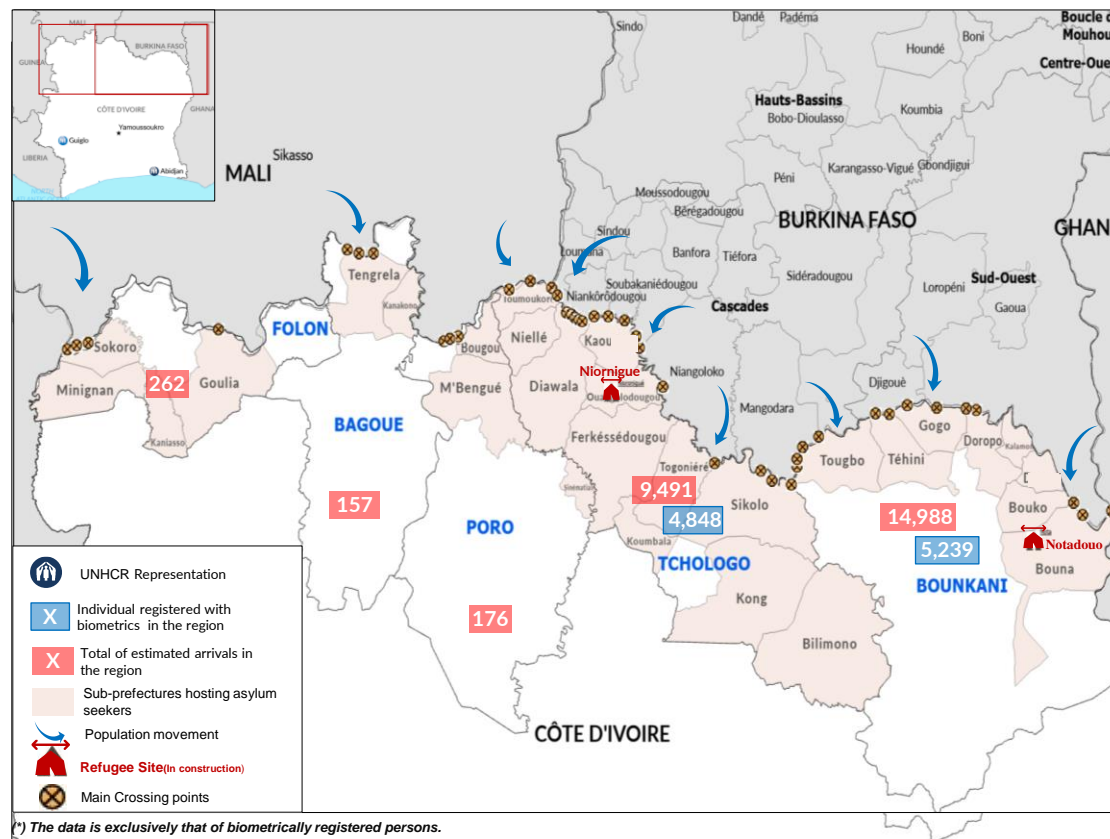 MALI
BURKINA FASO
GUINEA
CÔTE D'IVOIRE
GHANA
Yamoussoukro
Guiglo
LIBERIA
Abidjan
Sindo
Dandé
Padéma
Boucle d
Mouhou
Houndé
Boni
Centre-Oue
Hauts-Bassins
Bobo-Dioulasso
Koumbia
Sikasso
MALI
Karangasso-Vigué
Gbondjigui
Péni
Moussodougou
Bérégadougou
BURKINA FASO
GHAN
Sindou
Loumana
Banfora
Tiéfora
Soubakaniédougou
Sidéradougou
Niankôrôdougou
Loropéni
Sud-Ouest
Gaoua
Cascades
Tengrela
Kanakono
Toumoukoro
FOLON
Sokoro
Niellé
Kaou
Bougou
Niornigue
Niangoloko
Djigouè
Minignan
262
Goulia
M'Bengué
Diawala
Mangodara
Gogo
Doropo
Kalamon
Kaniasso
BAGOUE
Ferkéssédougou
Tougbo
Téhini
Togoniéré
9,491
Sikolo
157
4,848
14,988
Bouko
PORO
Koumbala
TCHOLOGO
5,239
Notadouo
Bouna
BOUNKANI
Kong
176
Bilimono
CÔTE D'IVOIRE
UNHCR Representation
X
Individual registered with
biometrics in the region
X
Total of estimated arrivals in
the region
Sub-prefectures hosting asylum
seekers
Population movement
Refugee Site(In construction)
Main Crossing points
(*) The data is exclusively that of biometrically registered persons.